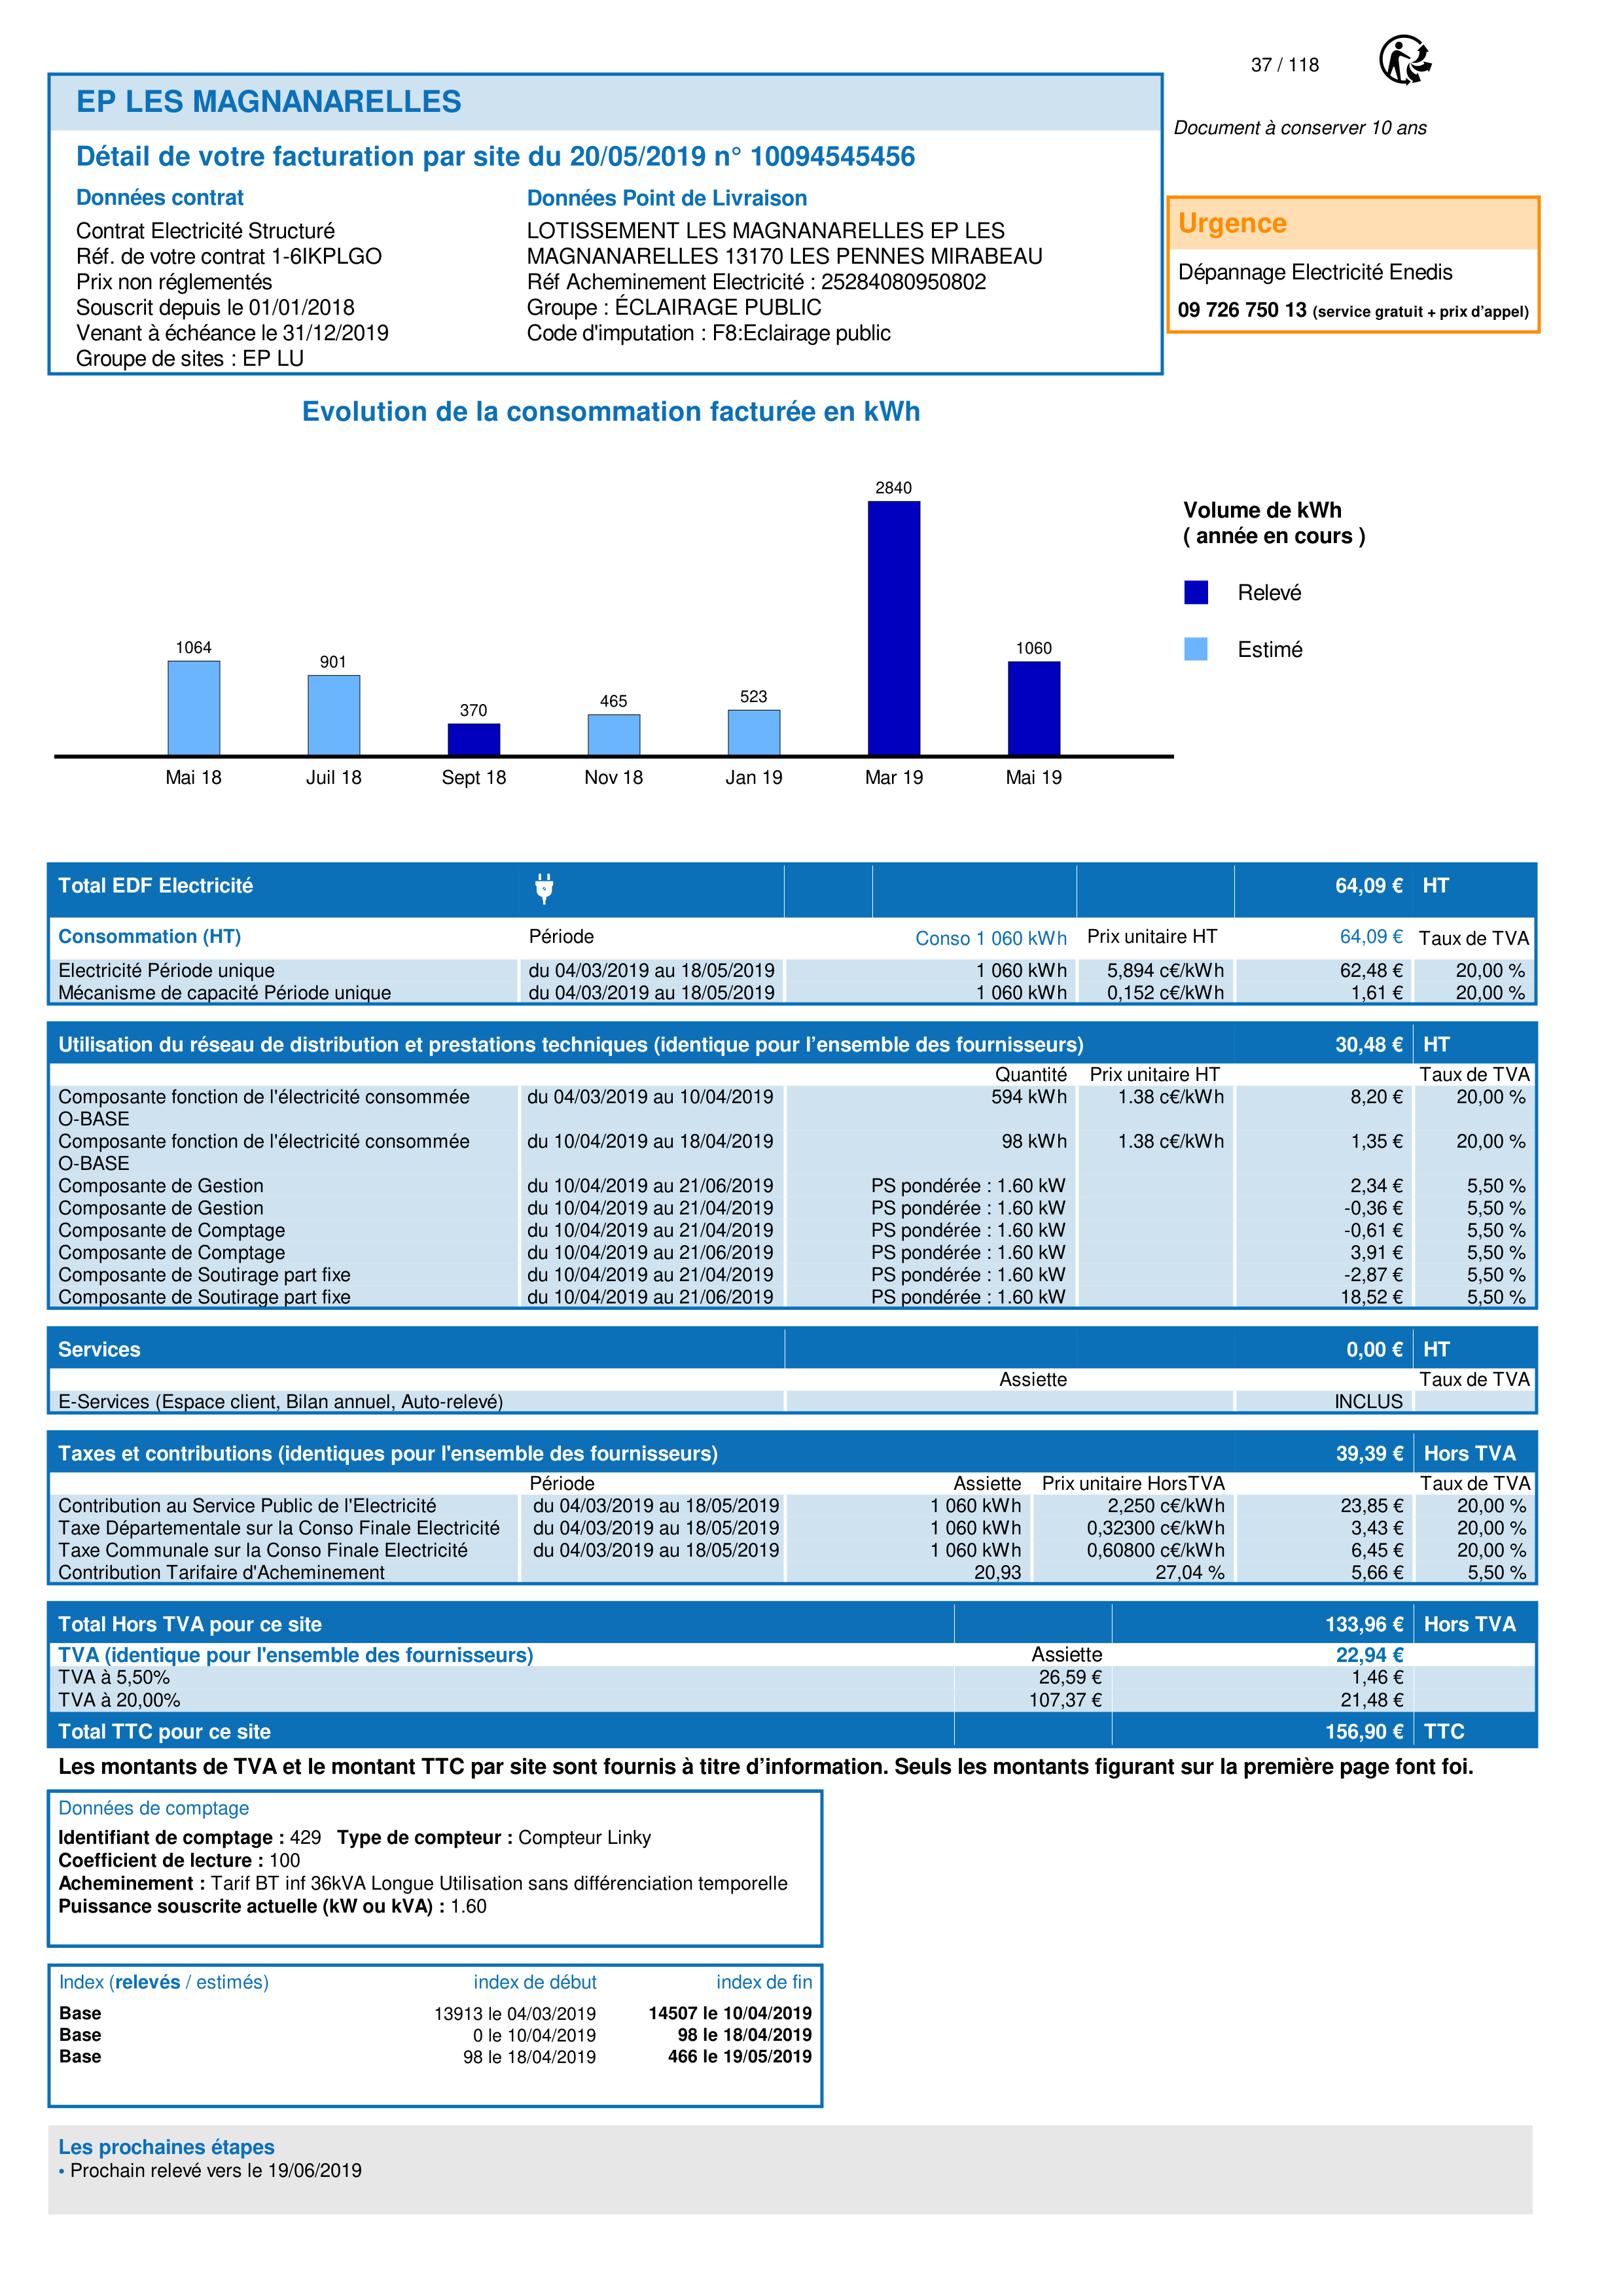 37 / 118
EP LES MAGNANARELLES
Document à conserver 10 ans
Détail de votre facturation par site du 20/05/2019 n° 10094545456
Données contrat
Contrat Electricité Structuré
Réf. de votre contrat 1-6IKPLGO
Prix non réglementés
Souscrit depuis le 01/01/2018
Venant à échéance le 31/12/2019
Groupe de sites : EP LU
Données Point de Livraison
LOTISSEMENT LES MAGNANARELLES EP LES
MAGNANARELLES 13170 LES PENNES MIRABEAU
Réf Acheminement Electricité : 25284080950802
Groupe : ÉCLAIRAGE PUBLIC
Code d'imputation : F8:Eclairage public
Urgence
Dépannage Electricité Enedis
09 726 750 13 (service gratuit + prix d’appel)
Evolution de la consommation facturée en kWh
1064
901
370
465
523
2840
1060
Mai 18 Juil 18 Sept 18 Nov 18 Jan 19 Mar 19 Mai 19
Volume de kWh
( année en cours )
Relevé
Estimé
Total EDF Electricité 64,09 € HT
Consommation (HT) Période Conso 1 060 kWh Prix unitaire HT 64,09 € Taux de TVA
Electricité Période unique du 04/03/2019 au 18/05/2019 1 060 kWh 5,894 c€/kWh 62,48 € 20,00 %
Mécanisme de capacité Période unique du 04/03/2019 au 18/05/2019 1 060 kWh 0,152 c€/kWh 1,61 € 20,00 %
Utilisation du réseau de distribution et prestations techniques (identique pour l’ensemble des fournisseurs) 30,48 € HT
Quantité Prix unitaire HT Taux de TVA
Composante fonction de l'électricité consommée du 04/03/2019 au 10/04/2019 594 kWh 1.38 c€/kWh 8,20 € 20,00 %
O-BASE
Composante fonction de l'électricité consommée du 10/04/2019 au 18/04/2019 98 kWh 1.38 c€/kWh 1,35 € 20,00 %
O-BASE
Composante de Gestion du 10/04/2019 au 21/06/2019 PS pondérée : 1.60 kW 2,34 € 5,50 %
Composante de Gestion du 10/04/2019 au 21/04/2019 PS pondérée : 1.60 kW -0,36 € 5,50 %
Composante de Comptage du 10/04/2019 au 21/04/2019 PS pondérée : 1.60 kW -0,61 € 5,50 %
Composante de Comptage du 10/04/2019 au 21/06/2019 PS pondérée : 1.60 kW 3,91 € 5,50 %
Composante de Soutirage part fixe du 10/04/2019 au 21/04/2019 PS pondérée : 1.60 kW -2,87 € 5,50 %
Composante de Soutirage part fixe du 10/04/2019 au 21/06/2019 PS pondérée : 1.60 kW 18,52 € 5,50 %
Services 0,00 € HT
Assiette Taux de TVA
E-Services (Espace client, Bilan annuel, Auto-relevé) INCLUS
Taxes et contributions (identiques pour l'ensemble des fournisseurs) 39,39 € Hors TVA
Période Assiette Prix unitaire HorsTVA Taux de TVA
Contribution au Service Public de l'Electricité du 04/03/2019 au 18/05/2019 1 060 kWh 2,250 c€/kWh 23,85 € 20,00 %
Taxe Départementale sur la Conso Finale Electricité du 04/03/2019 au 18/05/2019 1 060 kWh 0,32300 c€/kWh 3,43 € 20,00 %
Taxe Communale sur la Conso Finale Electricité du 04/03/2019 au 18/05/2019 1 060 kWh 0,60800 c€/kWh 6,45 € 20,00 %
Contribution Tarifaire d'Acheminement 20,93 27,04 % 5,66 € 5,50 %
Total Hors TVA pour ce site 133,96 € Hors TVA
TVA (identique pour l'ensemble des fournisseurs) Assiette 22,94 €
TVA à 5,50% 26,59 € 1,46 €
TVA à 20,00% 107,37 € 21,48 €
Total TTC pour ce site 156,90 € TTC
Les montants de TVA et le montant TTC par site sont fournis à titre d’information. Seuls les montants figurant sur la première page font foi.
Données de comptage
Identifiant de comptage : 429 Type de compteur : Compteur Linky
Coefficient de lecture : 100
Acheminement : Tarif BT inf 36kVA Longue Utilisation sans différenciation temporelle
Puissance souscrite actuelle (kW ou kVA) : 1.60
Index (relevés / estimés) index de début index de fin
Base 13913 le 04/03/2019 14507 le 10/04/2019
Base 0 le 10/04/2019 98 le 18/04/2019
Base 98 le 18/04/2019 466 le 19/05/2019
Les prochaines étapes
• Prochain relevé vers le 19/06/2019